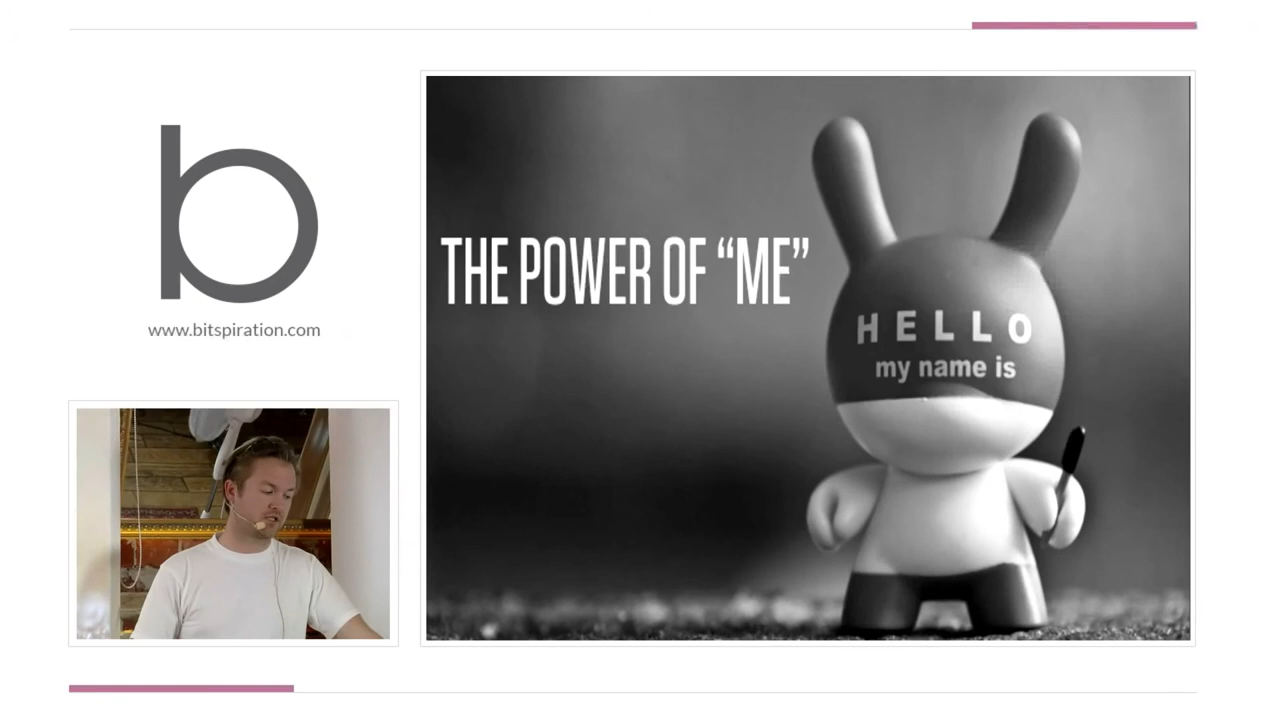 b
www.bitspiration.com
THE POWER OF “ME”
HELLO
my name is